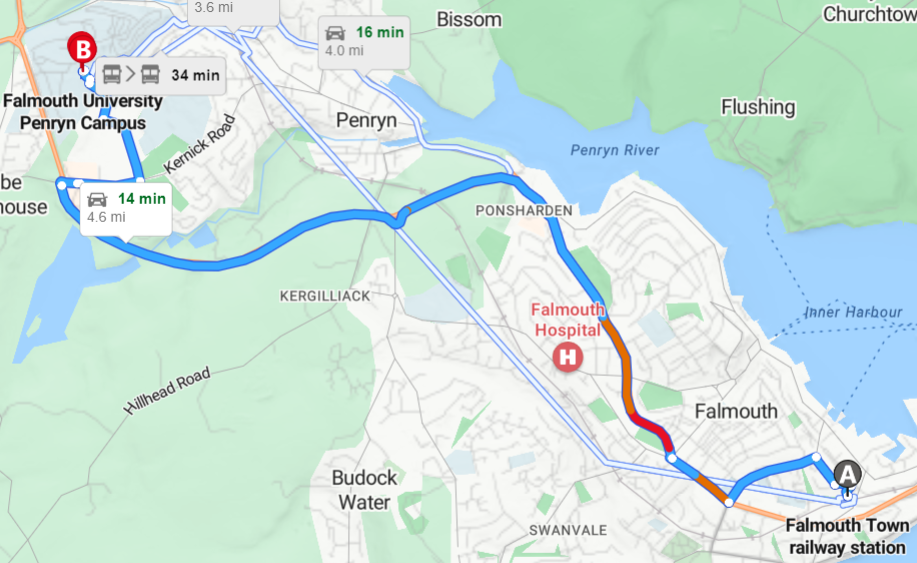 3.6 mi
Bissom
Churchtow
16 min
4.0 mi
B
34 min
Falmouth University
Penryn Campus
Penryn
Flushing
Kernick Road
Penryn River
be
house
14 min
4.6 mi
PONSHARDEN
KERGILLIACK
Falmouth
Hospital
H
Inner Harbour
Hillhead Road
Falmouth
A
Budock
Water
SWANVALE
Falmouth Town
railway station